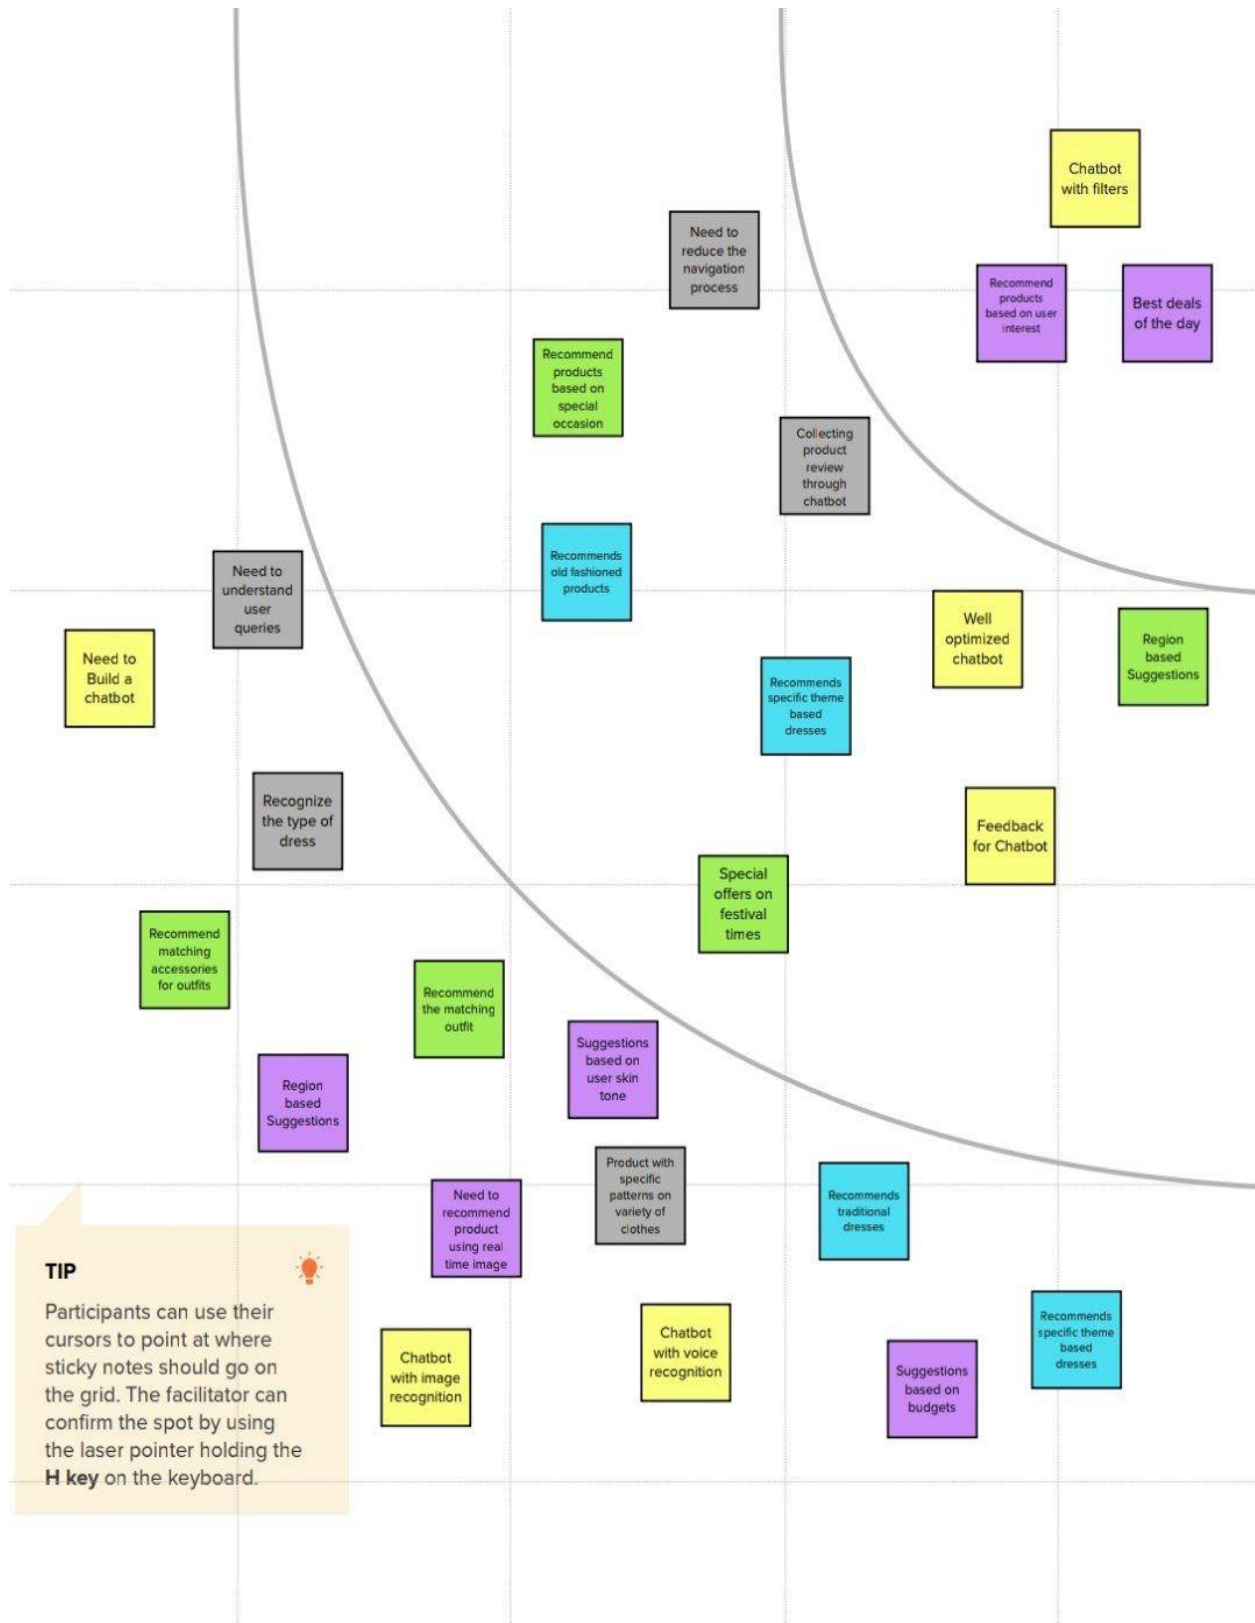 Chatbot
with filters
Need to
reduce the
navigation
process
Recommend
products
based on user
interest
Best deals
of the day
Recommend
products
based on
special
occasion
Collecting
product
review
through
chatbot
Recommends
old fashioned
products
Need to
understand
user
queries
Well
optimized
chatbot
Region
based
Suggestions
Need to
Build a
chatbot
Recommends
specific theme
based
dresses
Recognize
the type of
dress
Feedback
for Chatbot
Special
offers on
festival
times
Recommend
matching
accessories
for outfits
Recommend
the matching
outfit
Suggestions
based on
user skin
tone
Region
based
Suggestions
Product with
specific
patterns on
variety of
clothes
Recommends
traditional
dresses
Need to
recommend
product
using real
time image
TIP
Participants can use their
cursors to point at where
sticky notes should go on
the grid. The facilitator can
confirm the spot by using
the laser pointer holding the
H key on the keyboard.
Chatbot
with image
recognition
Chatbot
with voice
recognition
Suggestions
based on
budgets
Recommends
specific theme
based
dresses